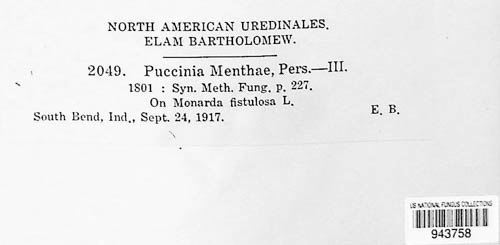 NORTH AMERICAN UREDINALES.
ELAM BARTHOLOMEW.
2049. Puccinia Menthae, Pers.—III.
1801 : Syn. Meth. Fung. p. 227.
On Monarda fistulosa L.
E. B.
South Bend, Ind., Sept. 24, 1917.
US NATIONAL FUNGUS COLLECTIONS
943758